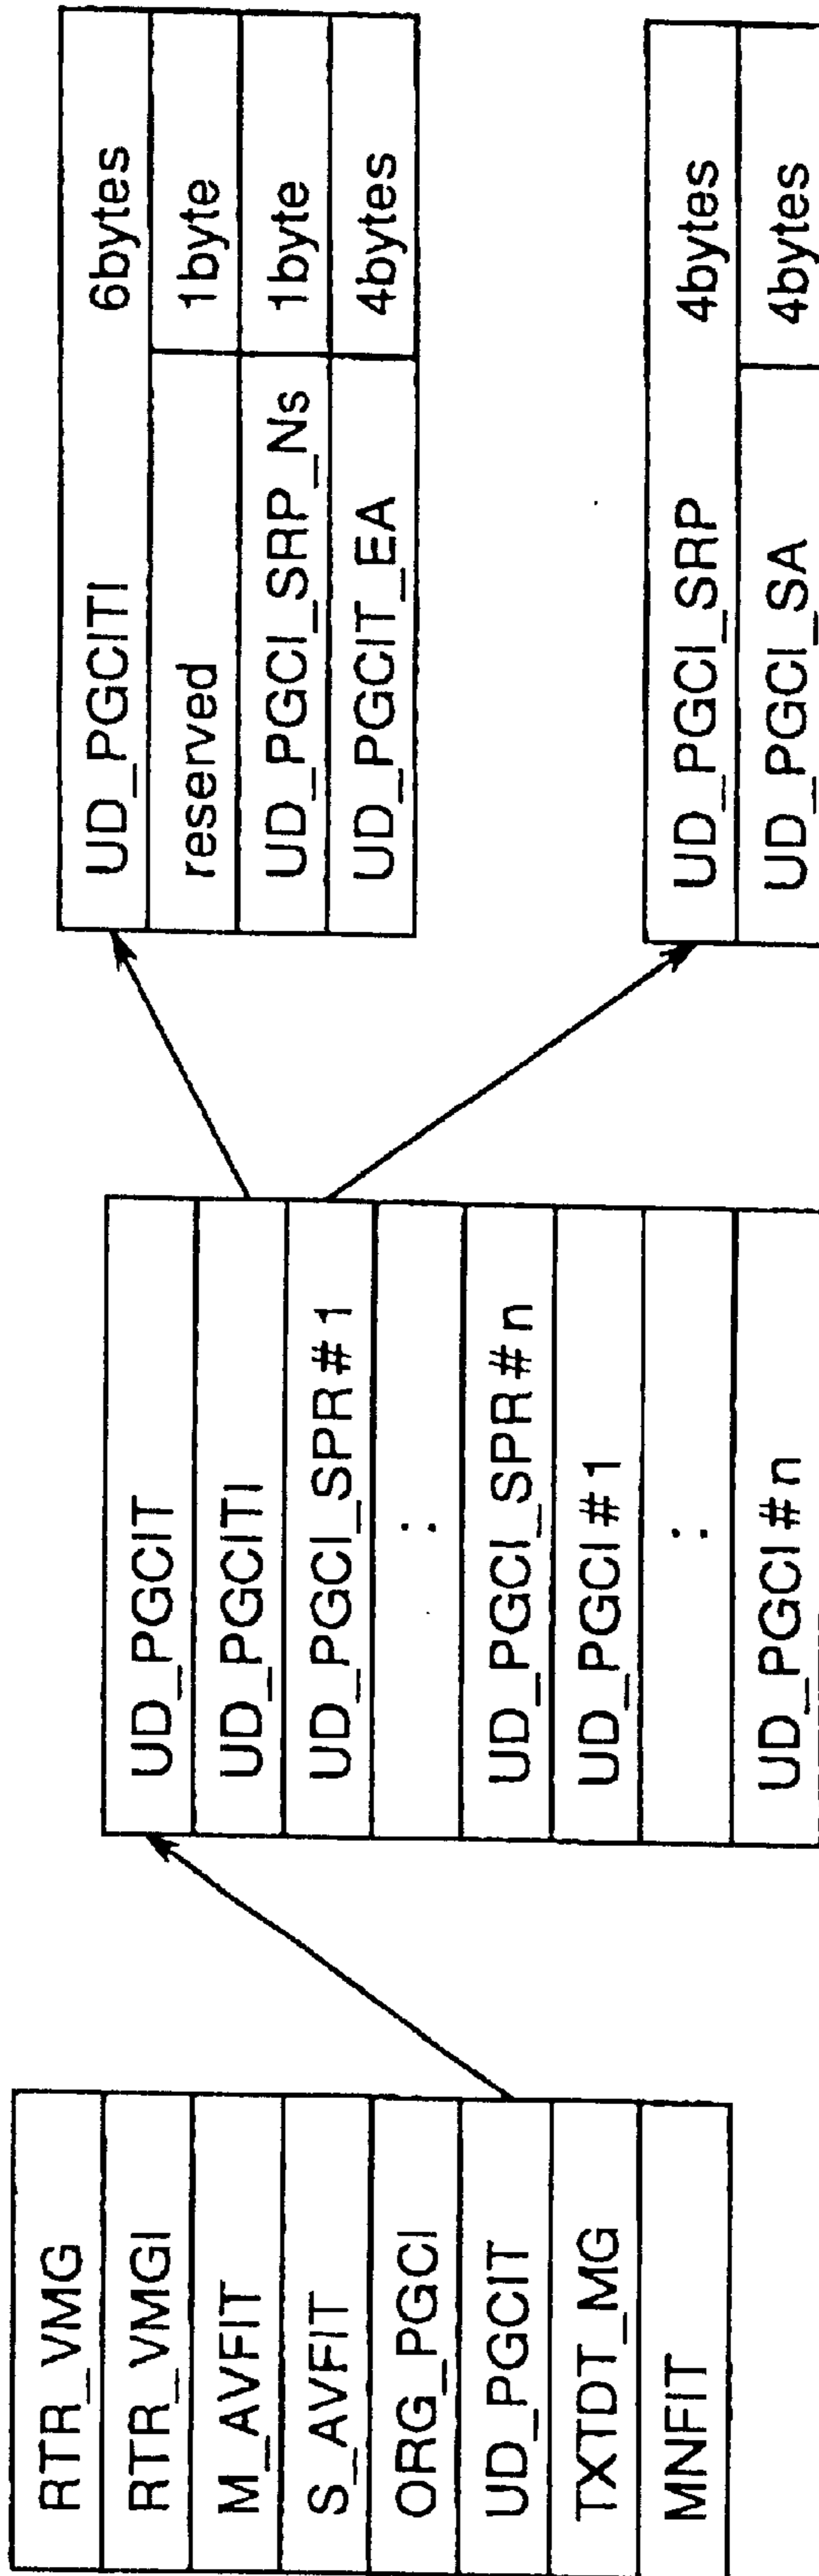 RTR_VMG
RTR_VMGI
M_AVFIT
S_AVFIT
ORG_PGCI
UD_PGCIT
TXTDT_MG
MNFIT
UD_PGCIT
UD_PGCITI
UD_PGCI_SPR#1
:
UD_PGCI_SPR#n
UD_PGCI#1
:
UD_PGCI#n
UD_PGCITI 6bytes
reserved 1byte
UD_PGCI_SRP_Ns 1byte
UD_PGCIT_EA 4bytes
UD_PGCI_SRP 4bytes
UD_PGCI_SA 4bytes